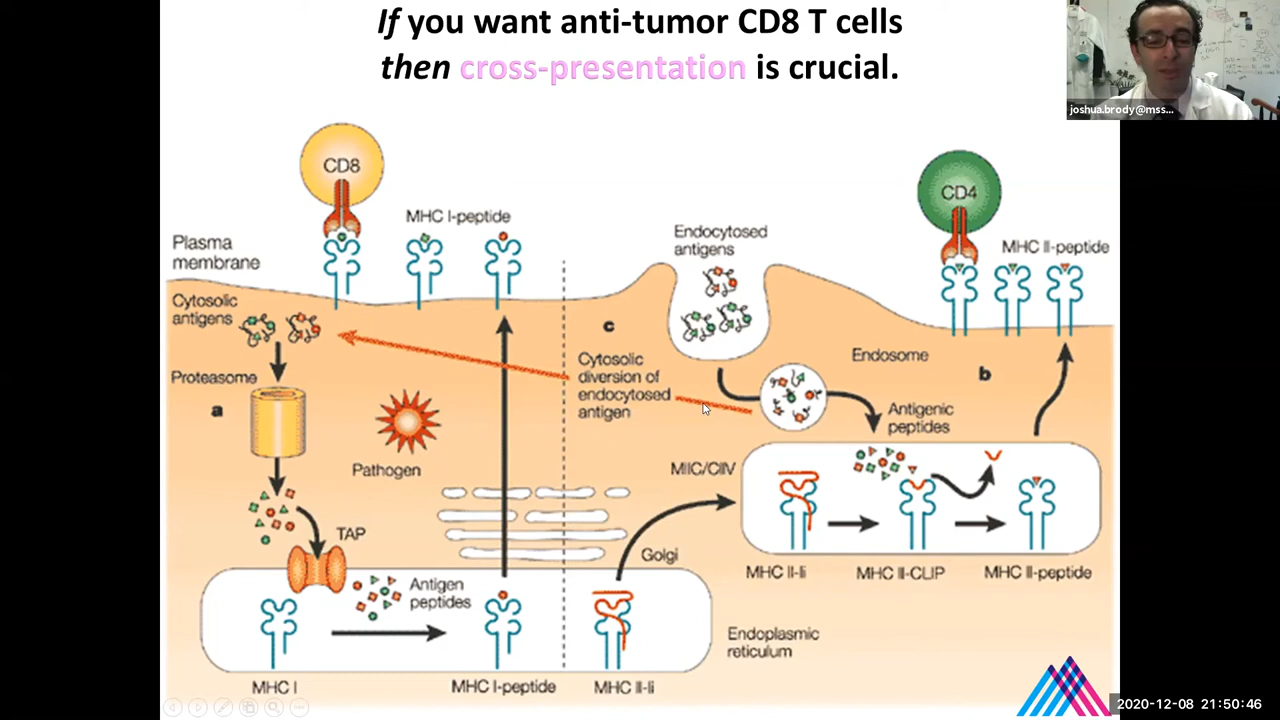 If you want anti-tumor CD8 T cells
then cross-presentation is crucial.
joshua.brody@mss...
CD8
CD4
MHC I-peptide
Endocytosed
antigens
MHC II-peptide
Plasma
membrane
Cytosolic
antigens
c
Cytosolic
diversion of
endocytosed
antigen
Endosome
b
Proteasome
a
Antigenic
peptides
Pathogen
MIIC/CIIV
TAP
Golgi
MHC II-Ii
MHC II-CLIP
MHC II-peptide
Antigen
peptides
Endoplasmic
reticulum
MHC I
MHC I-peptide
MHC II-Ii
2020-12-08 21:50:46